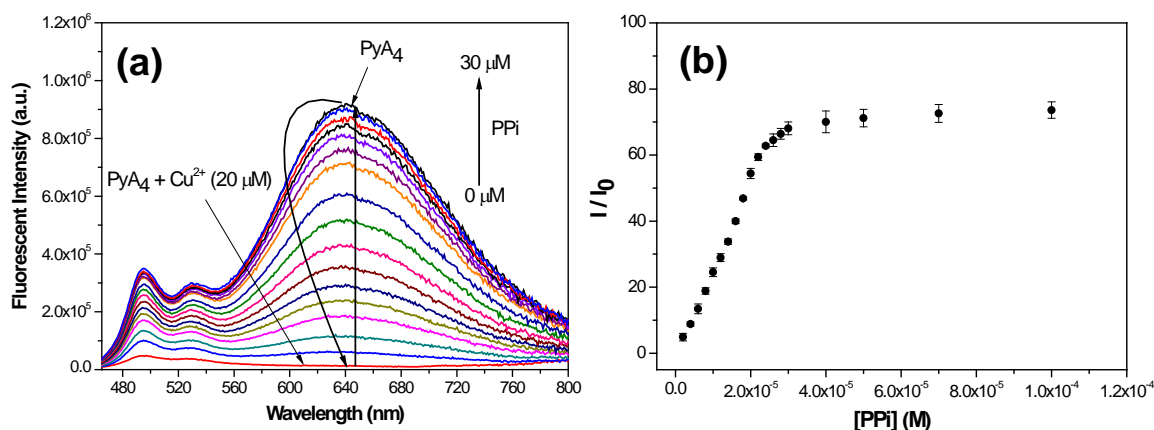 (a)
PyA4
30 μM
PPi
0 μM
PyA4 + Cu2+ (20 μM)
Fluorescent Intensity (a.u.)
1.2x10^6
1.0x10^6
8.0x10^5
6.0x10^5
4.0x10^5
2.0x10^5
0.0
480 520 560 600 640 680 720 760 800
Wavelength (nm)
(b)
I / I0
100
80
60
40
20
0
0.0 2.0x10^-5 4.0x10^-5 6.0x10^-5 8.0x10^-5 1.0x10^-4 1.2x10^-4
[PPi] (M)